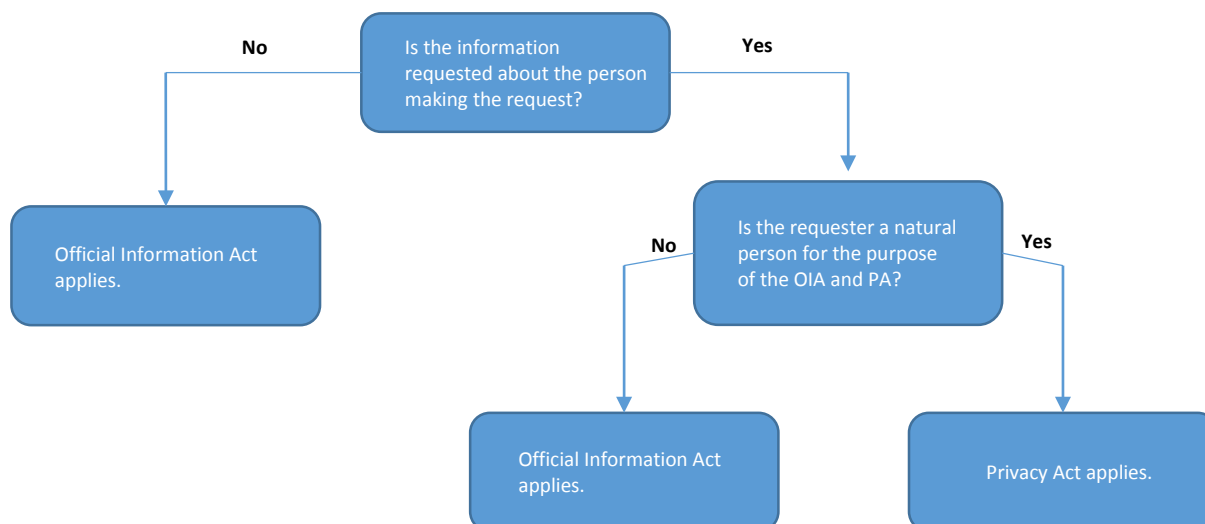 No
Is the information
requested about the person
making the request?
Yes
Official Information Act
applies.
No
Is the requester a natural
person for the purpose
of the OIA and PA?
Yes
Official Information Act
applies.
Privacy Act applies.